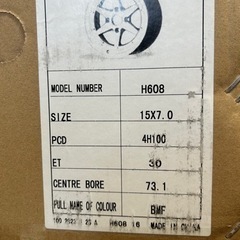 MODEL NUMBER H608
SIZE 15X7.0
PCD 4H100
ET 30
CENTRE BORE 73.1
FULL NAME OF COLOUR BMF
H608 16 MADE IN CHINA